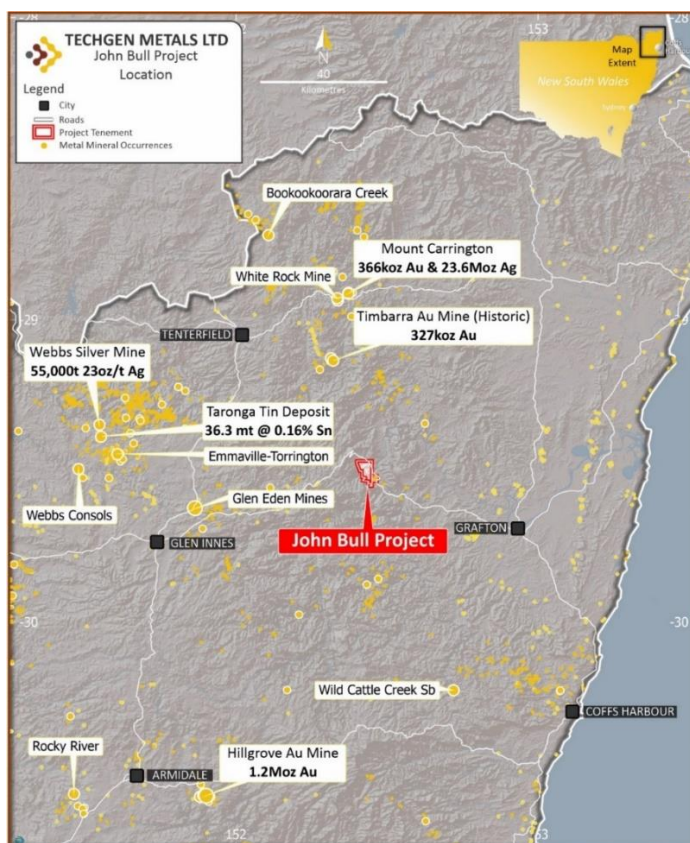 TECHGEN METALS LTD
John Bull Project
Location
Legend
City
Roads
Project Tenement
Metal Mineral Occurrences
N
40
Kilometres
153
-28
Map
Extent
New South Wales
Sydney
Bookookoorara Creek
Mount Carrington
366koz Au & 23.6Moz Ag
White Rock Mine
Timbarra Au Mine (Historic)
327koz Au
-29
TENTERFIELD
Webbs Silver Mine
55,000t 23oz/t Ag
Taronga Tin Deposit
36.3 mt @ 0.16% Sn
Emmaville-Torrington
Webbs Consols
Glen Eden Mines
GLEN INNES
John Bull Project
GRAFTON
-30
Wild Cattle Creek Sb
COFFS HARBOUR
Rocky River
Hillgrove Au Mine
1.2Moz Au
ARMIDALE
152